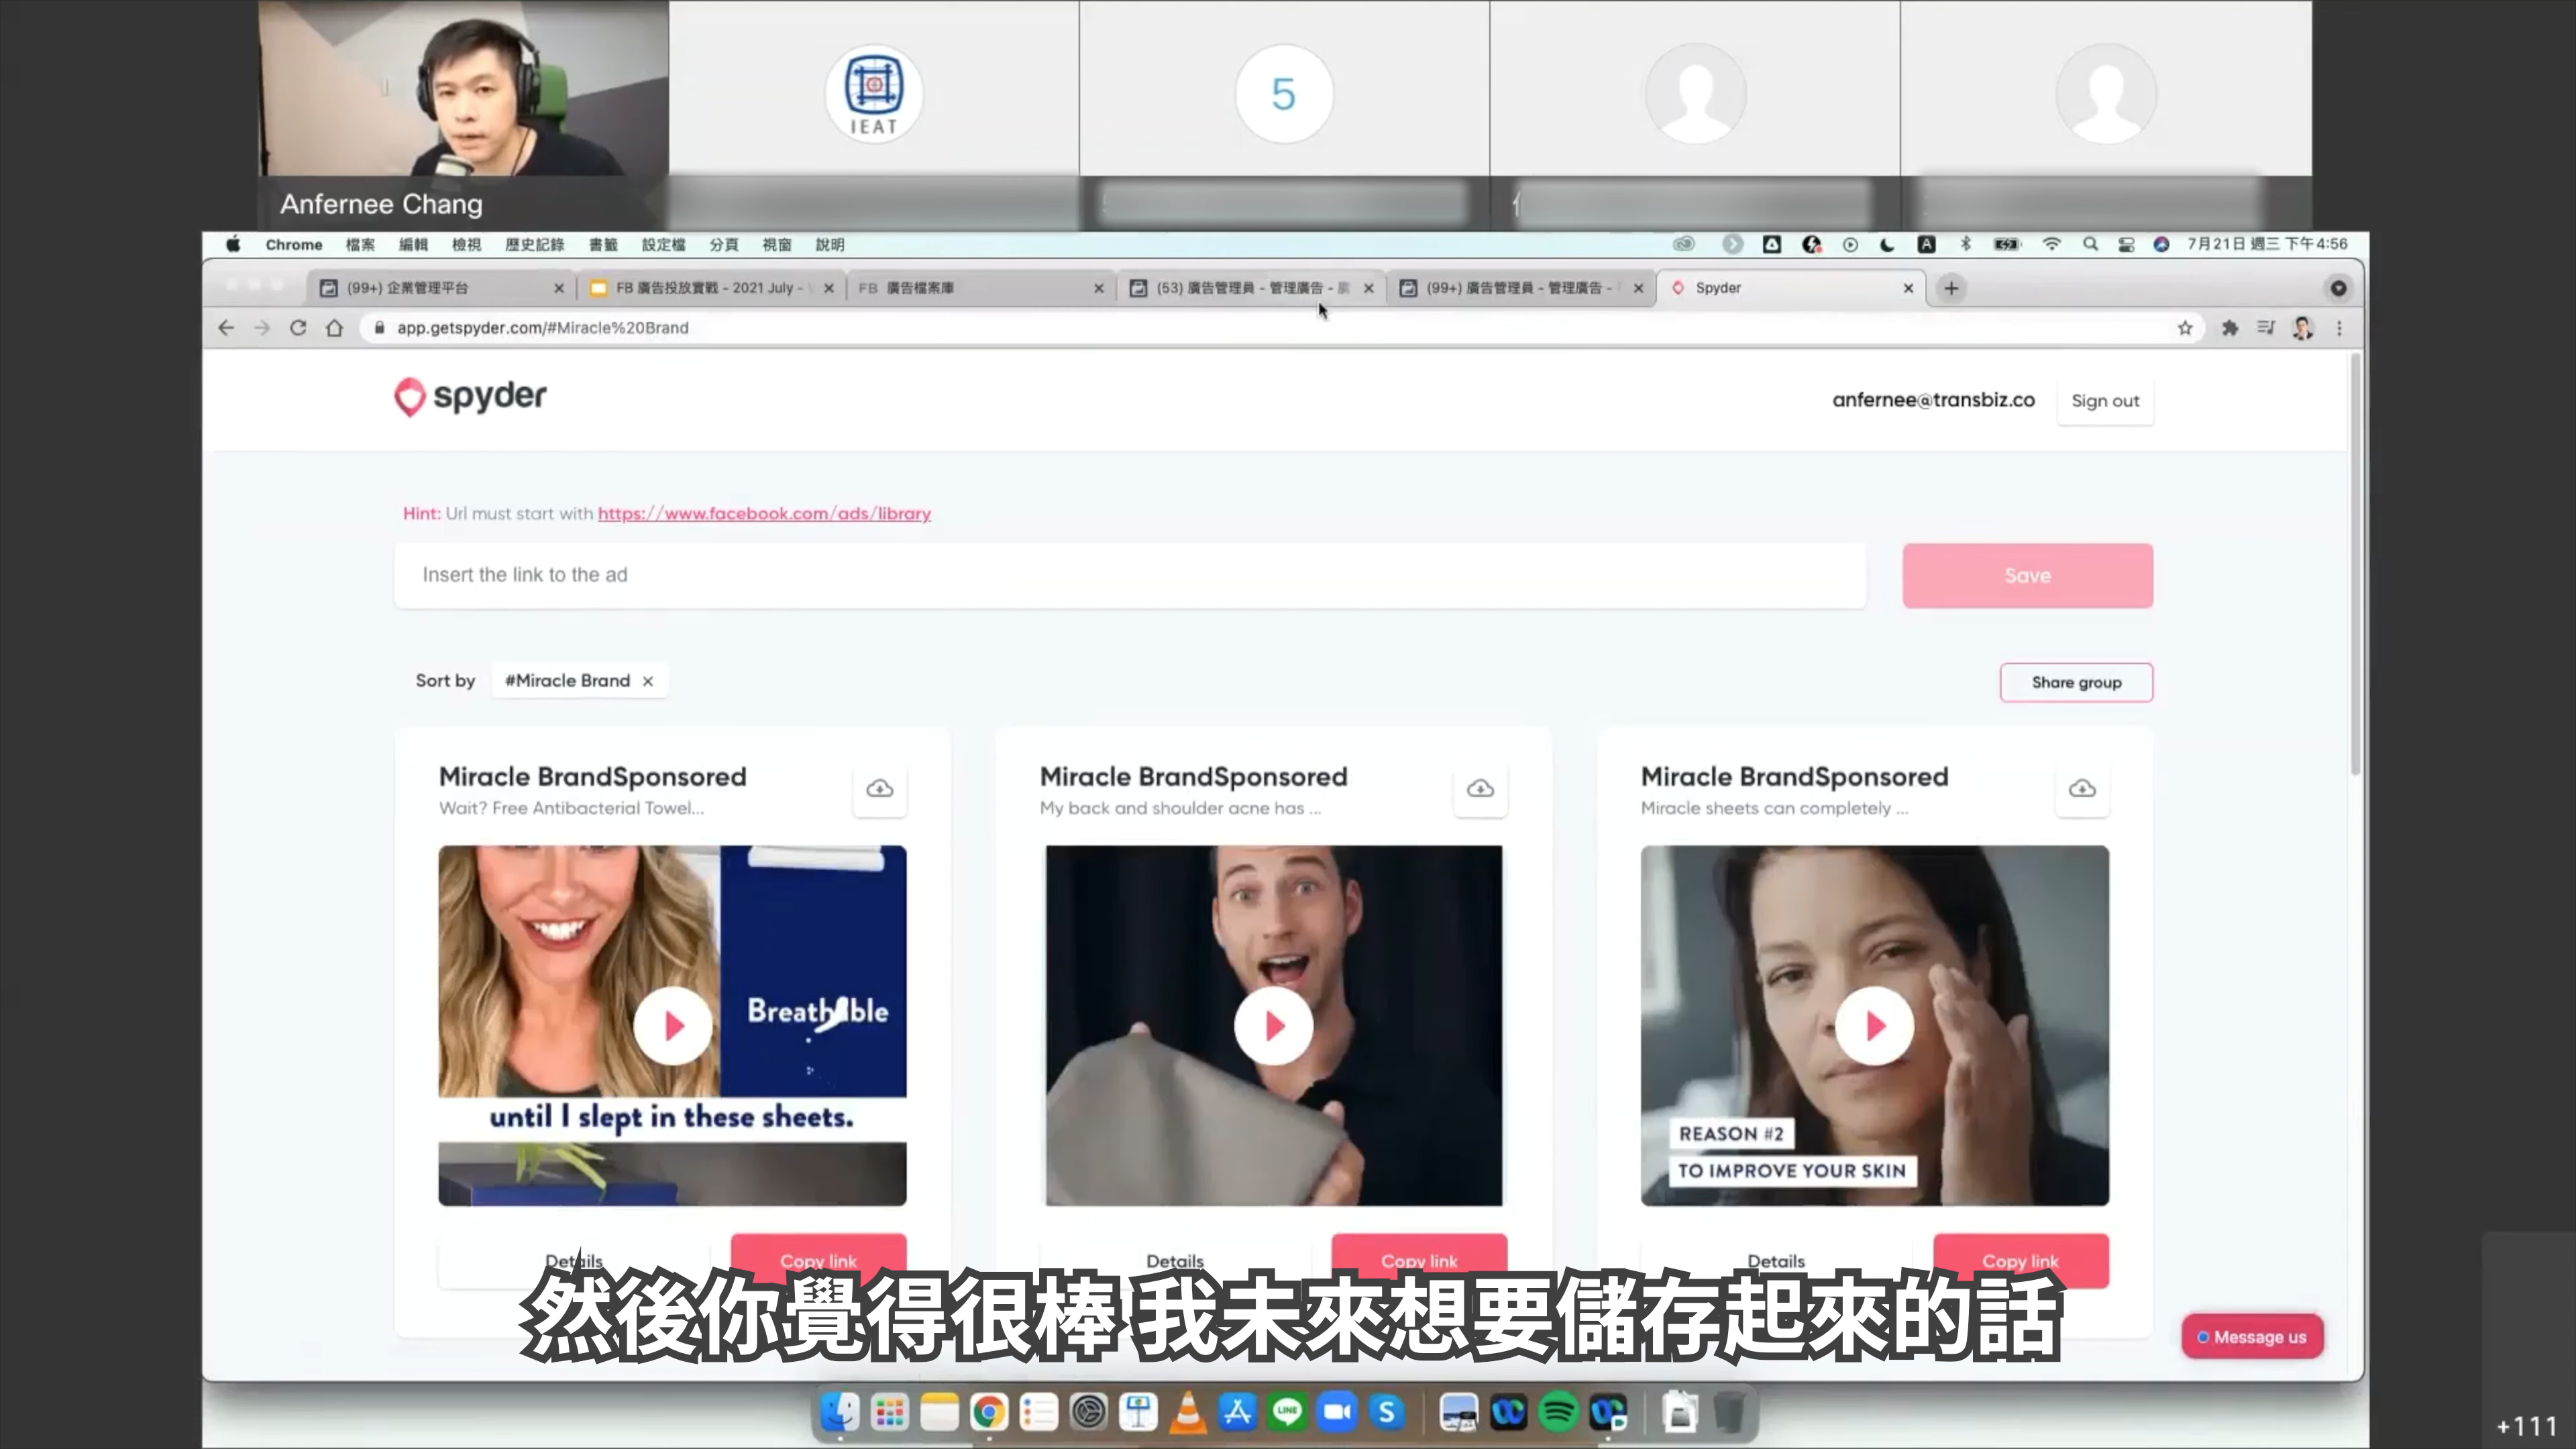 IEAT
5
Anfernee Chang
Chrome 檔案 編輯 檢視 歷史記錄 書籤 設定檔 分頁 視窗 說明
A
7月21日 週三 下午4:56
(99+) 企業管理平台
FB 廣告投放實戰 - 2021 July -
FB 廣告檔案庫
(53) 廣告管理員 - 管理廣告 - 廣
(99+) 廣告管理員 - 管理廣告 -
Spyder
app.getspyder.com/#Miracle%20Brand
spyder
anfernee@transbiz.co
Sign out
Hint: Url must start with https://www.facebook.com/ads/library
Insert the link to the ad
Save
Sort by
#Miracle Brand
Share group
Miracle BrandSponsored
Wait? Free Antibacterial Towel...
Breathable
until I slept in these sheets.
Details
Copy link
Miracle BrandSponsored
My back and shoulder acne has ...
Details
Copy link
Miracle BrandSponsored
Miracle sheets can completely ...
REASON #2
TO IMPROVE YOUR SKIN
Details
Copy link
然後你覺得很棒 我未來想要儲存起來的話
Message us
LINE
S
+111